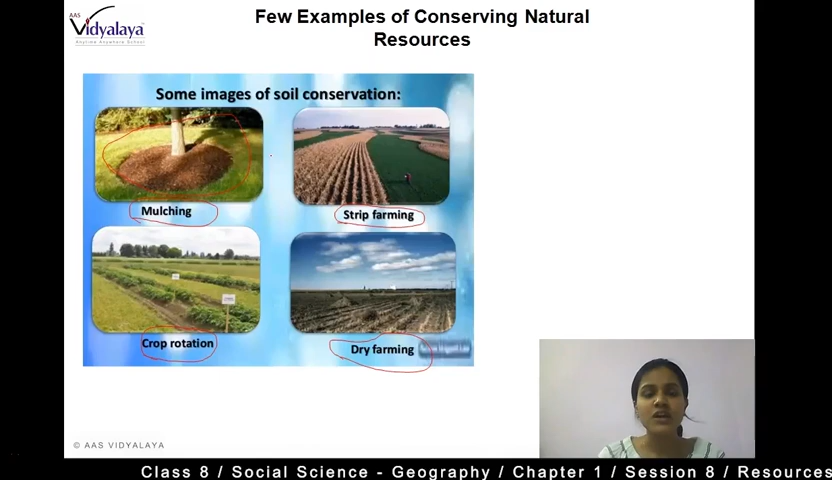 AAS
Vidyalaya
Anytime Anywhere School
Few Examples of Conserving Natural
Resources
Some images of soil conservation:
Mulching
Strip farming
Crop rotation
Dry farming
© AAS VIDYALAYA
Class 8 / Social Science - Geography / Chapter 1 / Session 8 / Resources